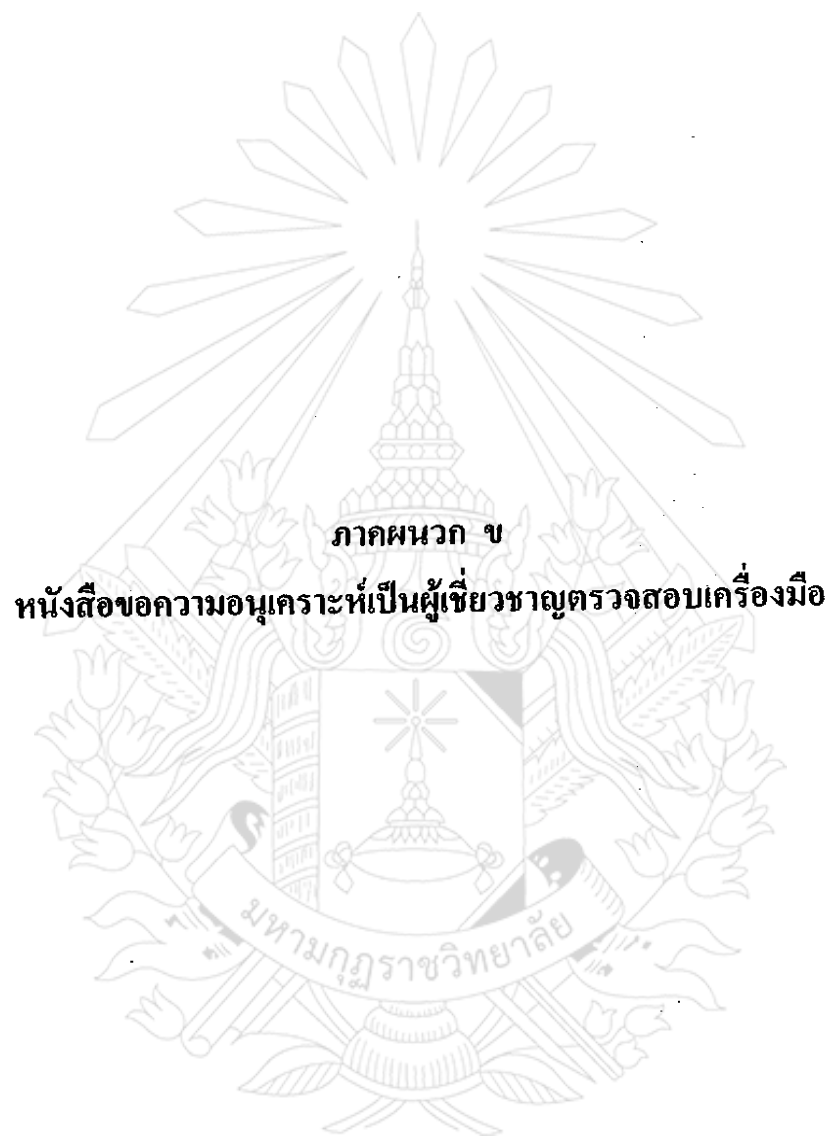 ภาคผนวก ข
หนังสือขอความอนุเคราะห์เป็นผู้เชี่ยวชาญตรวจสอบเครื่องมือ
มหามกุฏราชวิทยาลัย